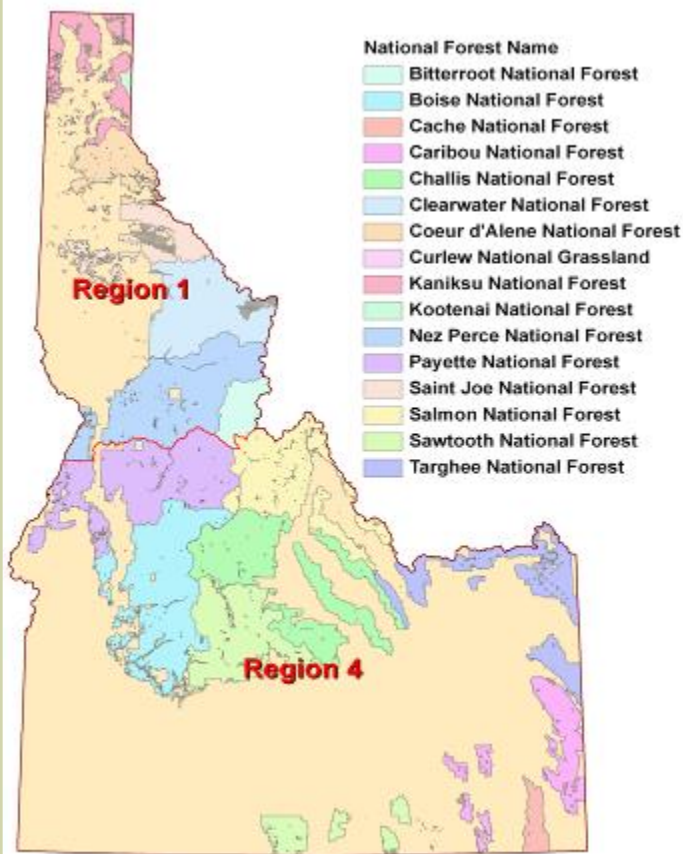 National Forest Name
Bitterroot National Forest
Boise National Forest
Cache National Forest
Caribou National Forest
Challis National Forest
Clearwater National Forest
Coeur d'Alene National Forest
Curlew National Grassland
Kaniksu National Forest
Kootenai National Forest
Nez Perce National Forest
Payette National Forest
Saint Joe National Forest
Salmon National Forest
Sawtooth National Forest
Targhee National Forest
Region 1
Region 4